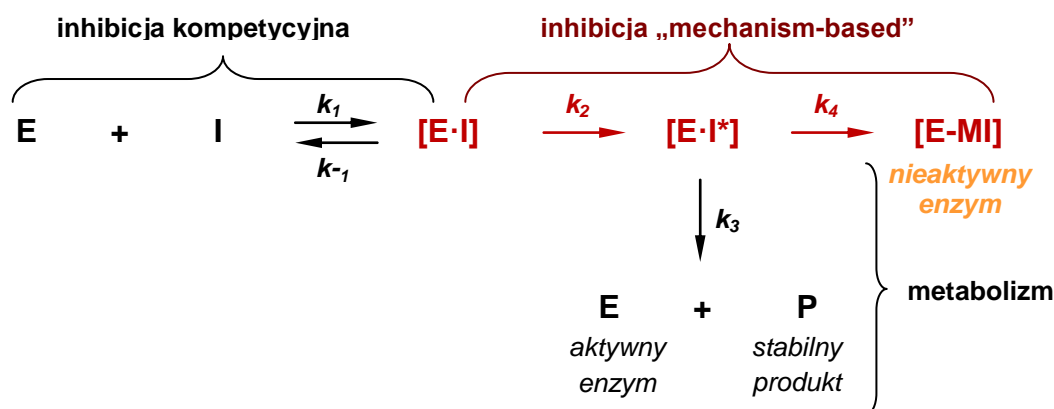 inhibicja kompetycyjna
inhibicja „mechanism-based”
k1
k2
k4
E + I [E·I] [E·I*] [E-MI]
k-1
nieaktywny
enzym
k3
metabolizm
E + P
aktywny stabilny
enzym produkt